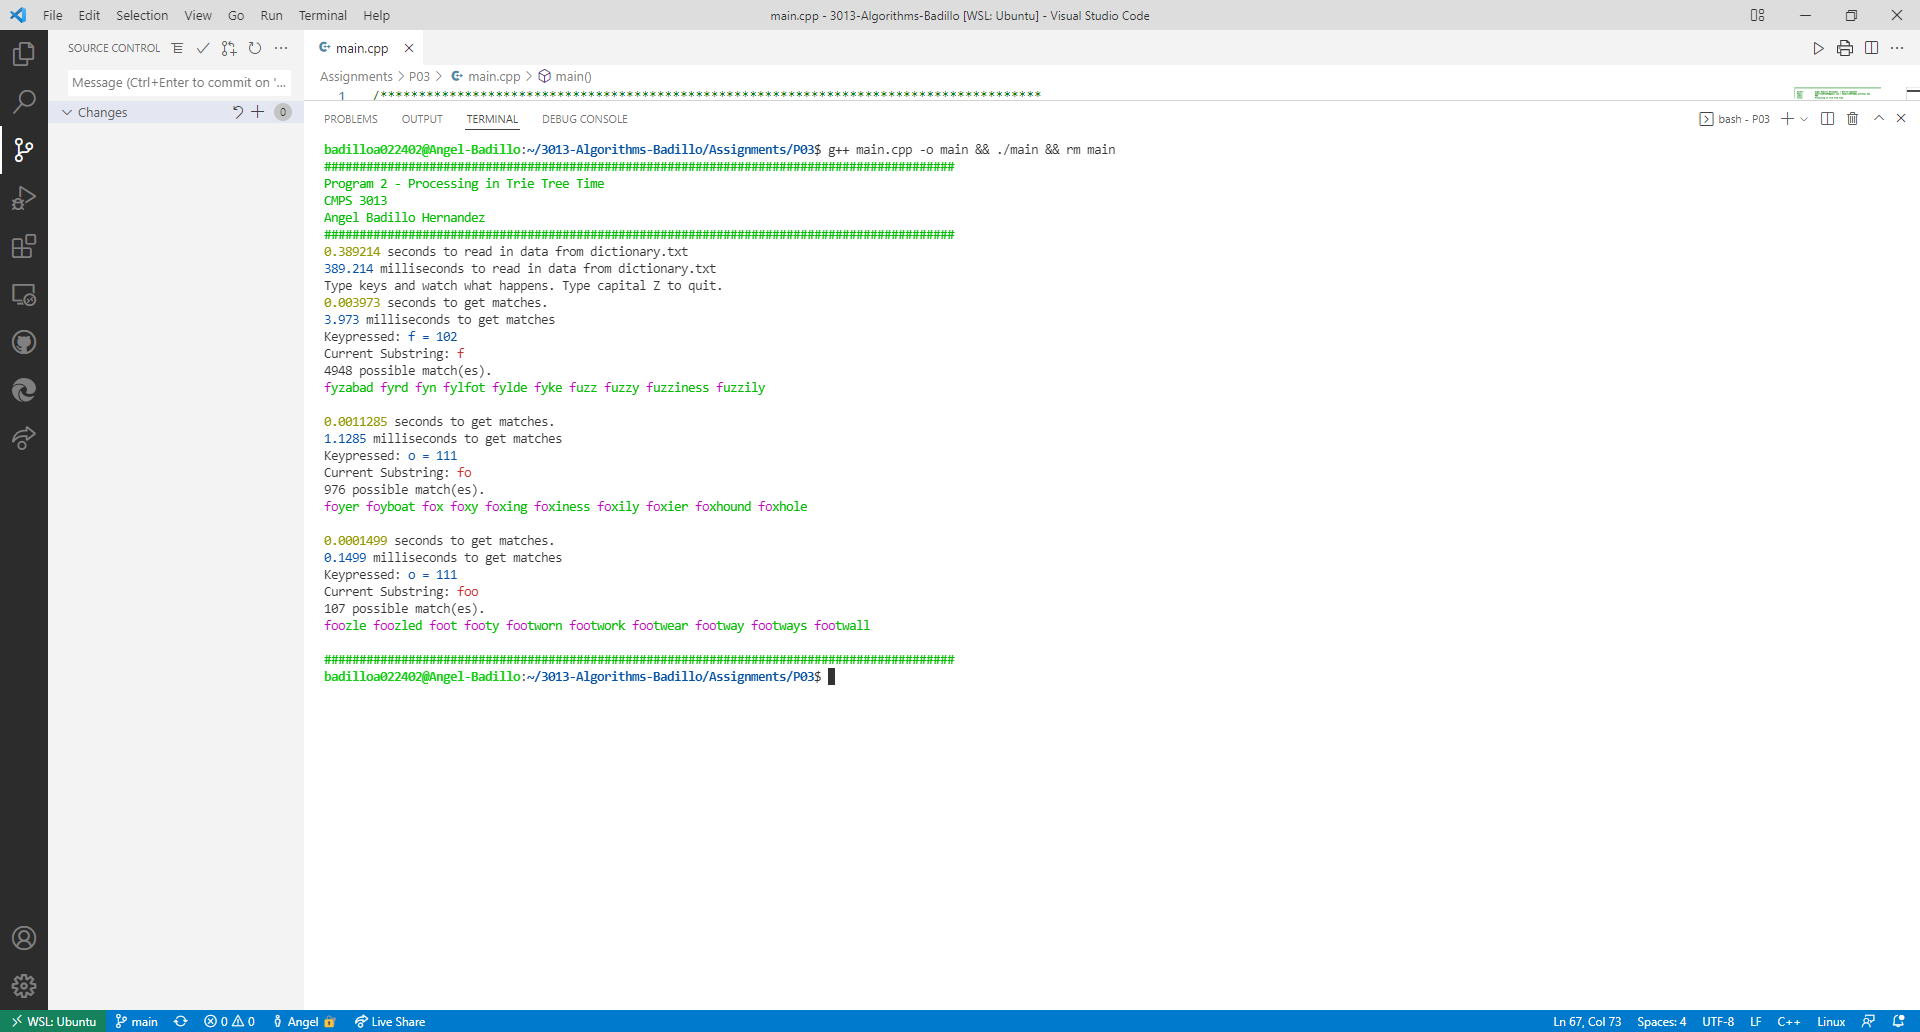 File Edit Selection View Go Run Terminal Help
main.cpp - 3013-Algorithms-Badillo [WSL: Ubuntu] - Visual Studio Code
SOURCE CONTROL
main.cpp
Message (Ctrl+Enter to commit on '...
Assignments > P03 > main.cpp > main()
1 /**************************************************************************************
Changes 0
PROBLEMS OUTPUT TERMINAL DEBUG CONSOLE
bash - P03
badilloa022402@Angel-Badillo:~/3013-Algorithms-Badillo/Assignments/P03$ g++ main.cpp -o main && ./main && rm main
##########################################################################################
Program 2 - Processing in Trie Tree Time
CMPS 3013
Angel Badillo Hernandez
##########################################################################################
0.389214 seconds to read in data from dictionary.txt
389.214 milliseconds to read in data from dictionary.txt
Type keys and watch what happens. Type capital Z to quit.
0.003973 seconds to get matches.
3.973 milliseconds to get matches
Keypressed: f = 102
Current Substring: f
4948 possible match(es).
fyzabad fyrd fyn fylfot fylde fyke fuzz fuzzy fuzziness fuzzily
0.0011285 seconds to get matches.
1.1285 milliseconds to get matches
Keypressed: o = 111
Current Substring: fo
976 possible match(es).
foyer foyboat fox foxy foxing foxiness foxily foxier foxhound foxhole
0.0001499 seconds to get matches.
0.1499 milliseconds to get matches
Keypressed: o = 111
Current Substring: foo
107 possible match(es).
foozle foozled foot footy footworn footwork footwear footway footways footwall
##########################################################################################
badilloa022402@Angel-Badillo:~/3013-Algorithms-Badillo/Assignments/P03$
WSL: Ubuntu main 0 0 Angel Live Share
Ln 67, Col 73 Spaces: 4 UTF-8 LF C++ Linux